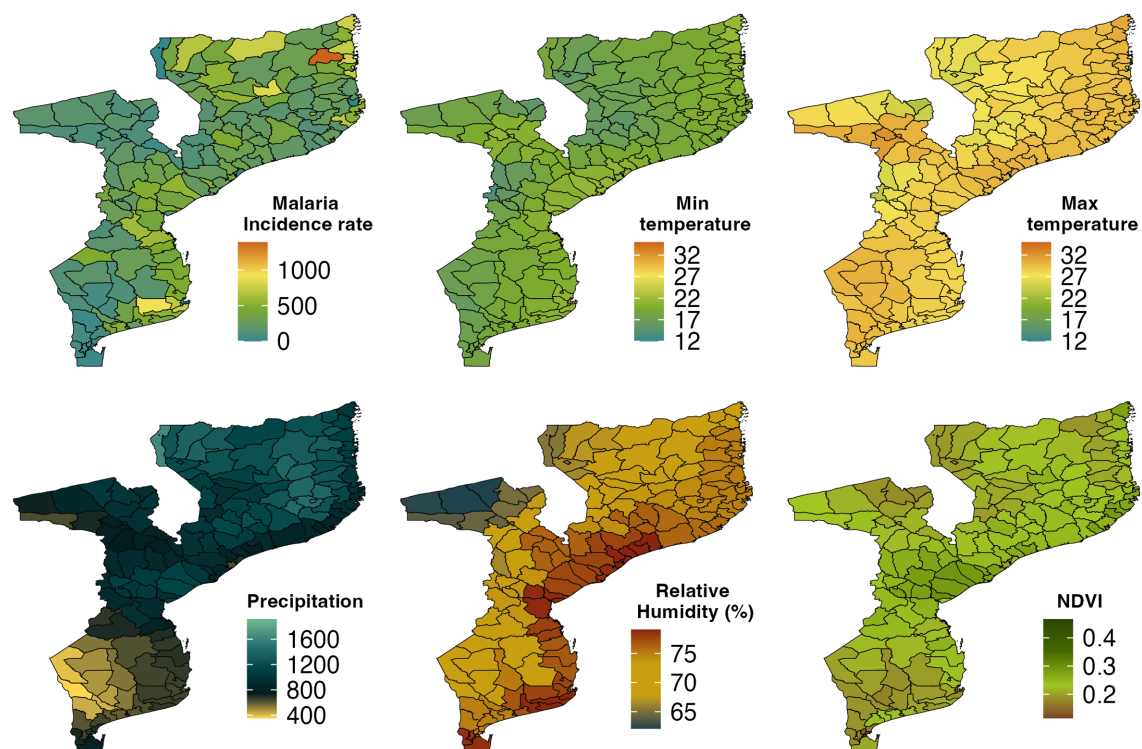 Malaria
Incidence rate
1000
500
0
Min
temperature
32
27
22
17
12
Max
temperature
32
27
22
17
12
Precipitation
1600
1200
800
400
Relative
Humidity (%)
75
70
65
NDVI
0.4
0.3
0.2